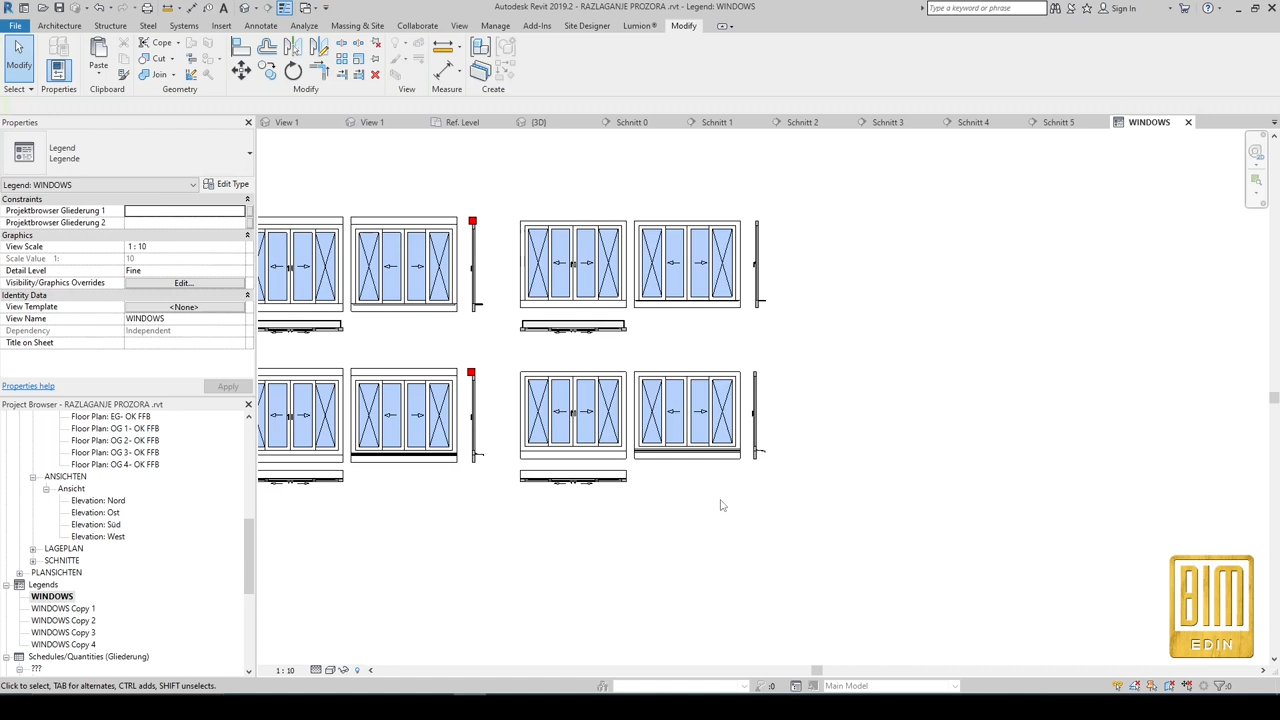 Autodesk Revit 2019.2 - RAZLAGANJE PROZORA .rvt - Legend: WINDOWS
Type a keyword or phrase
Sign In
File Architecture Structure Steel Systems Insert Annotate Analyze Massing & Site Collaborate View Manage Add-Ins Site Designer Lumion® Modify
Modify
Properties
Paste
Cope
Cut
Join
Select Properties Clipboard Geometry Modify View Measure Create
Properties
View 1 View 1 Ref. Level {3D} Schnitt 0 Schnitt 1 Schnitt 2 Schnitt 3 Schnitt 4 Schnitt 5 WINDOWS
Legend
Legende
Legend: WINDOWS Edit Type
Constraints
Projektbrowser Gliederung 1
Projektbrowser Gliederung 2
Graphics
View Scale 1 : 10
Scale Value 1: 10
Detail Level Fine
Visibility/Graphics Overrides Edit...
Identity Data
View Template <None>
View Name WINDOWS
Dependency Independent
Title on Sheet
Properties help Apply
Project Browser - RAZLAGANJE PROZORA .rvt
Floor Plan: EG- OK FFB
Floor Plan: OG 1- OK FFB
Floor Plan: OG 2- OK FFB
Floor Plan: OG 3- OK FFB
Floor Plan: OG 4- OK FFB
ANSICHTEN
Ansicht
Elevation: Nord
Elevation: Ost
Elevation: Süd
Elevation: West
LAGEPLAN
SCHNITTE
PLANSICHTEN
Legends
WINDOWS
WINDOWS Copy 1
WINDOWS Copy 2
WINDOWS Copy 3
WINDOWS Copy 4
Schedules/Quantities (Gliederung)
???
BIM
EDIN
1 : 10
Click to select, TAB for alternates, CTRL adds, SHIFT unselects.
:0
Main Model
:0